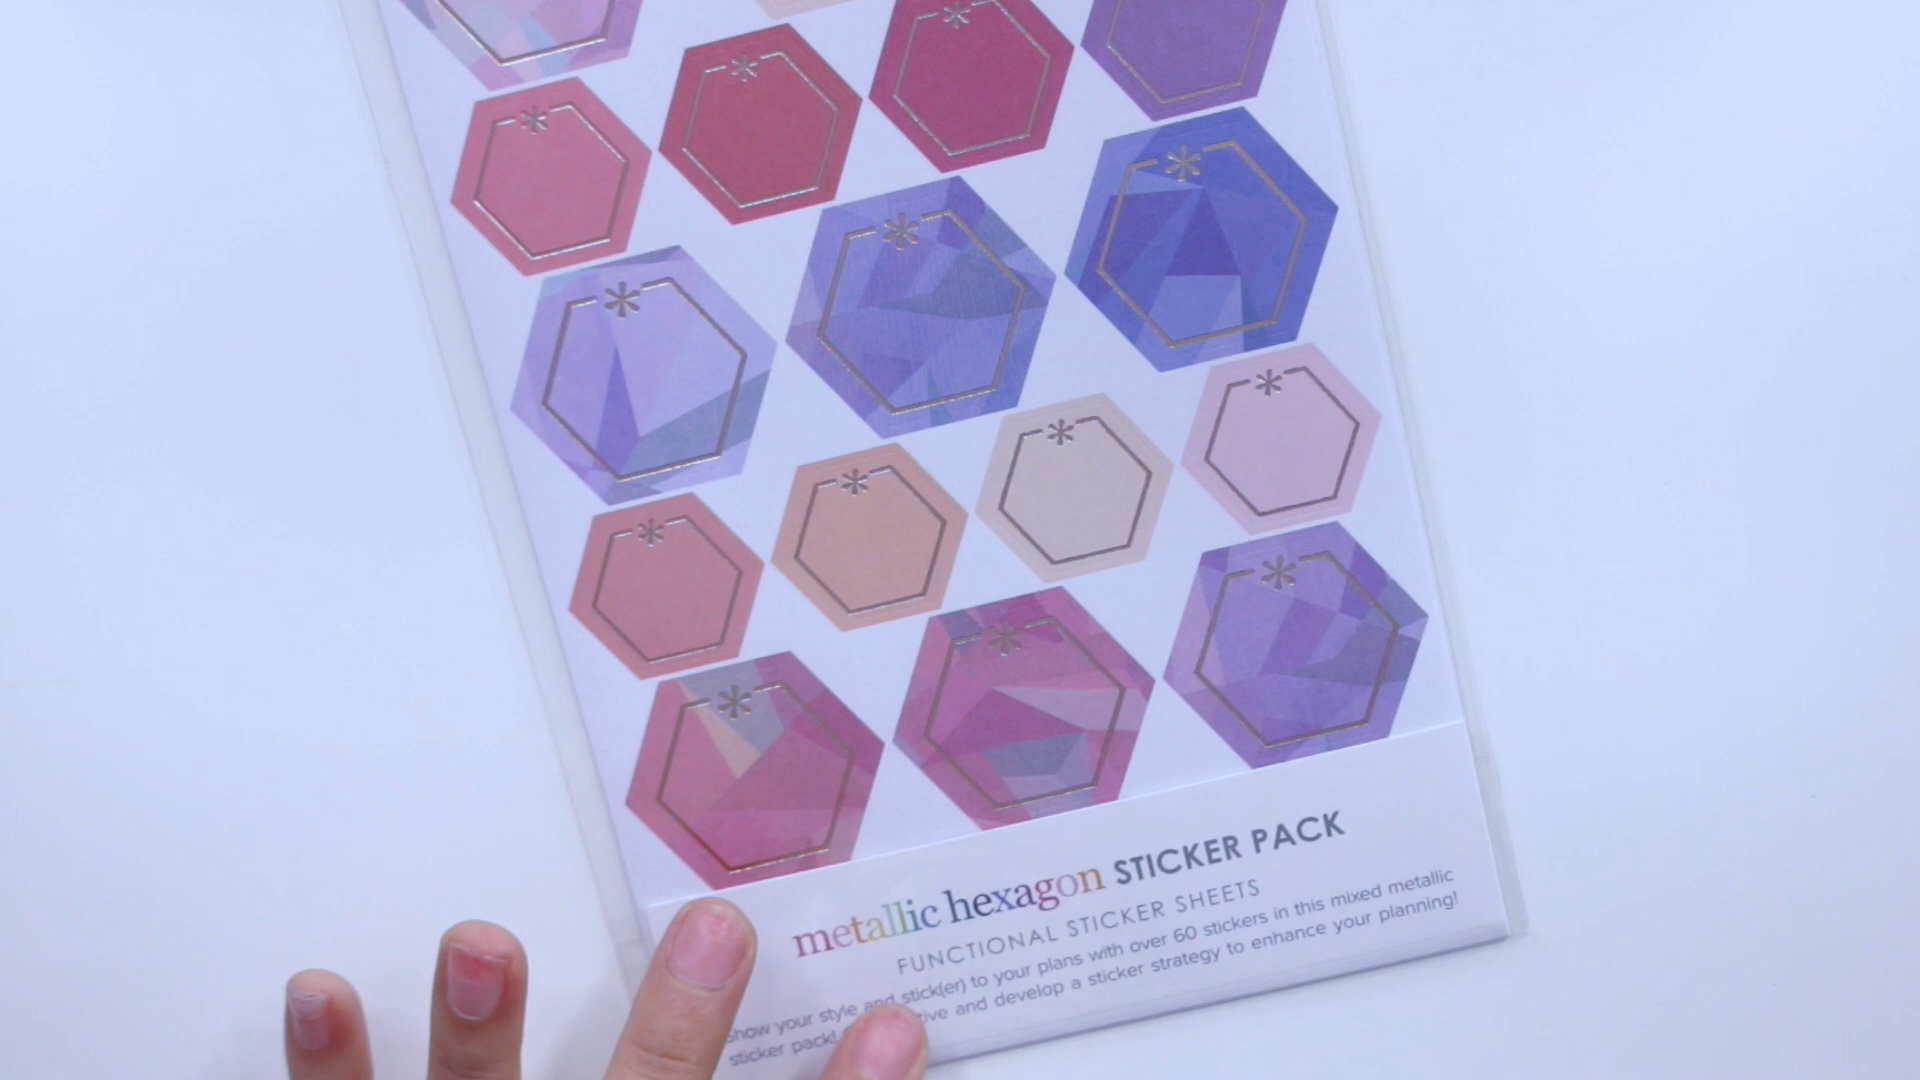 metallic hexagon STICKER PACK
FUNCTIONAL STICKER SHEETS
Show your style and stick(er) to your plans with over 60 stickers in this mixed metallic
sticker pack! and develop a sticker strategy to enhance your planning!